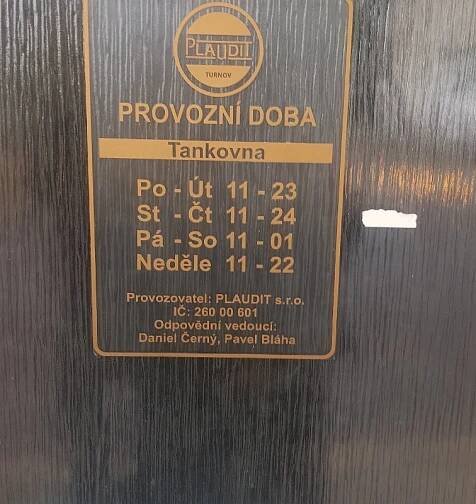 PLAUDIT
TURNOV
PROVOZNÍ DOBA
Tankovna
Po - Út 11 - 23
St - Čt 11 - 24
Pá - So 11 - 01
Neděle 11 - 22
Provozovatel: PLAUDIT s.r.o.
IČ: 260 00 601
Odpovědní vedoucí:
Daniel Černý, Pavel Bláha